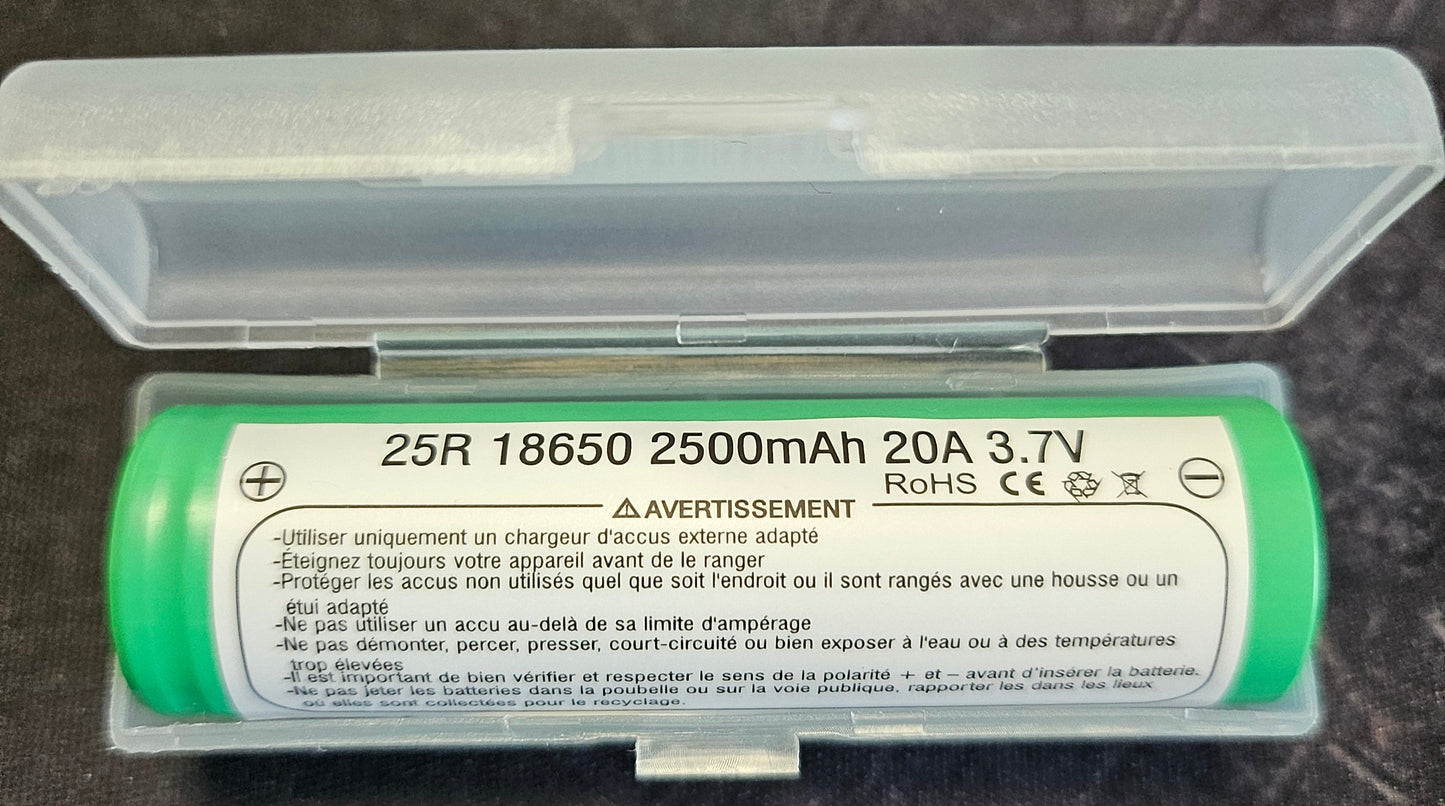 25R 18650 2500mAh 20A 3.7V
RoHS CE
+ −
⚠ AVERTISSEMENT
-Utiliser uniquement un chargeur d'accus externe adapté
-Éteignez toujours votre appareil avant de le ranger
-Protéger les accus non utilisés quel que soit l'endroit ou il sont rangés avec une housse ou un
étui adapté
-Ne pas utiliser un accu au-delà de sa limite d'ampérage
-Ne pas démonter, percer, presser, court-circuité ou bien exposer à l'eau ou à des températures
trop élevées
-Il est important de bien vérifier et respecter le sens de la polarité + et – avant d'insérer la batterie.
-Ne pas jeter les batteries dans la poubelle ou sur la voie publique, rapporter les dans les lieux
où elles sont collectées pour le recyclage.